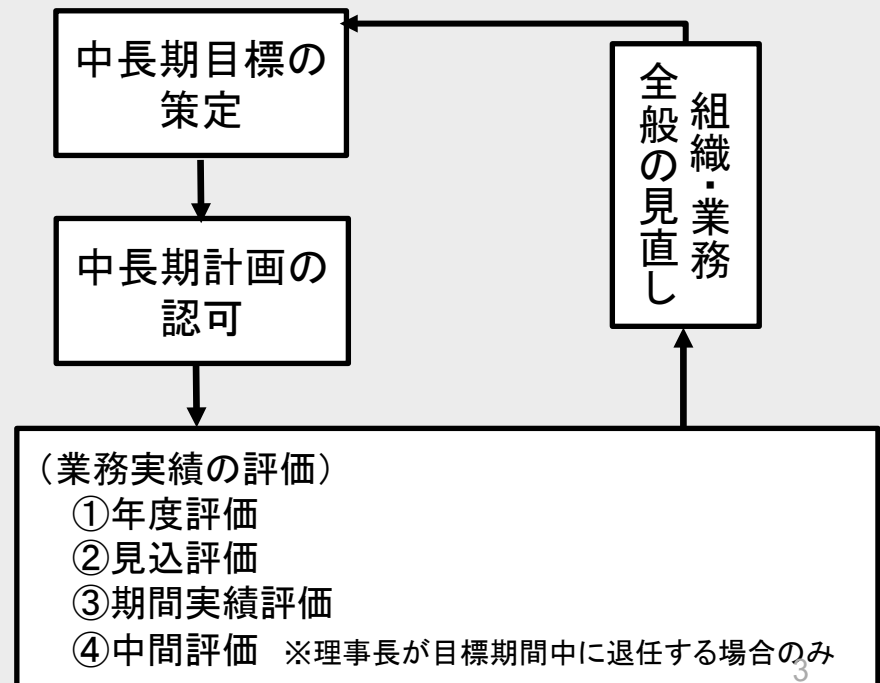 中長期目標の
策定
中長期計画の
認可
組織・業務
全般の見直し
（業務実績の評価）
①年度評価
②見込評価
③期間実績評価
④中間評価 ※理事長が目標期間中に退任する場合のみ
3